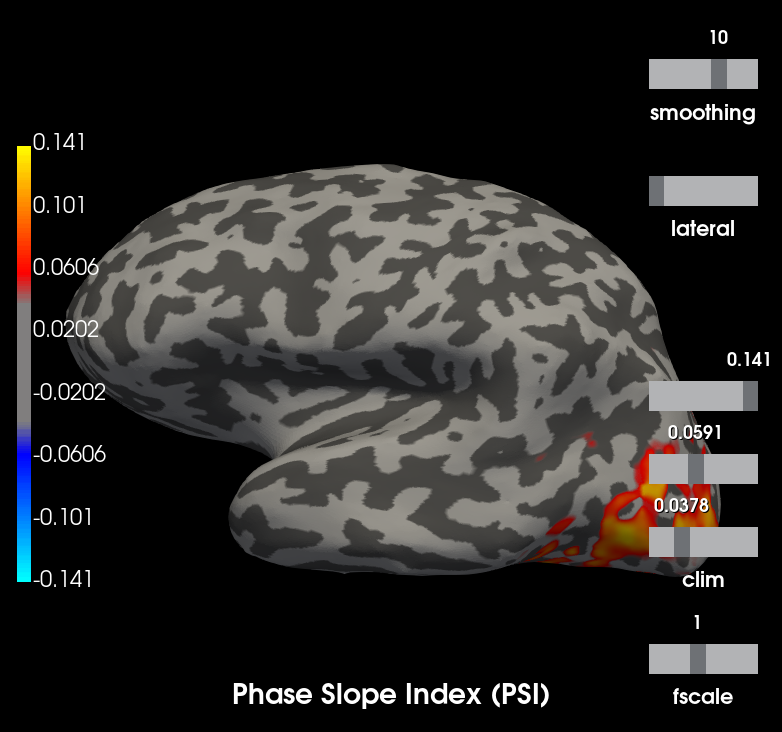 10
smoothing
0.141
0.101
lateral
0.0606
0.0202
0.141
-0.0202
0.0591
-0.0606
0.0378
-0.101
-0.141
clim
1
fscale
Phase Slope Index (PSI)